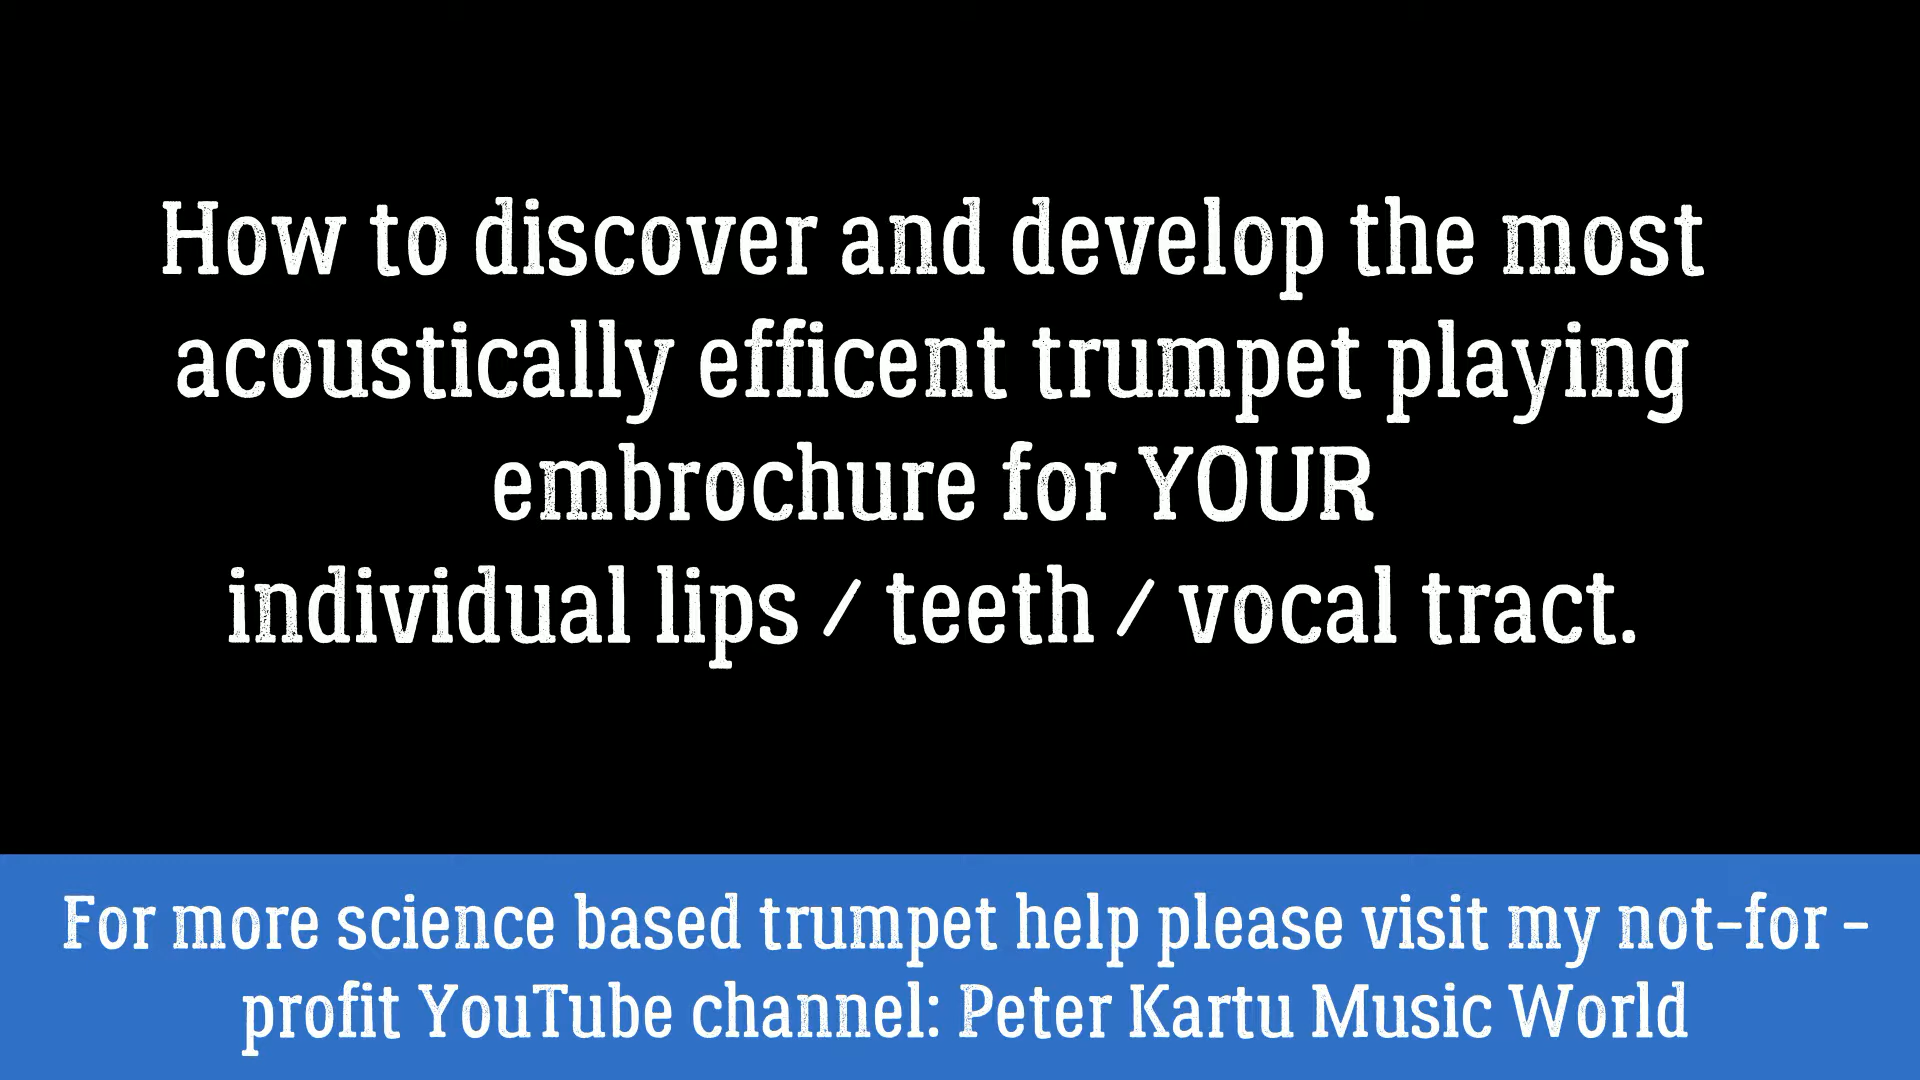 How to discover and develop the most
acoustically efficent trumpet playing
embrochure for YOUR
individual lips / teeth / vocal tract.
For more science based trumpet help please visit my not-for -
profit YouTube channel: Peter Kartu Music World